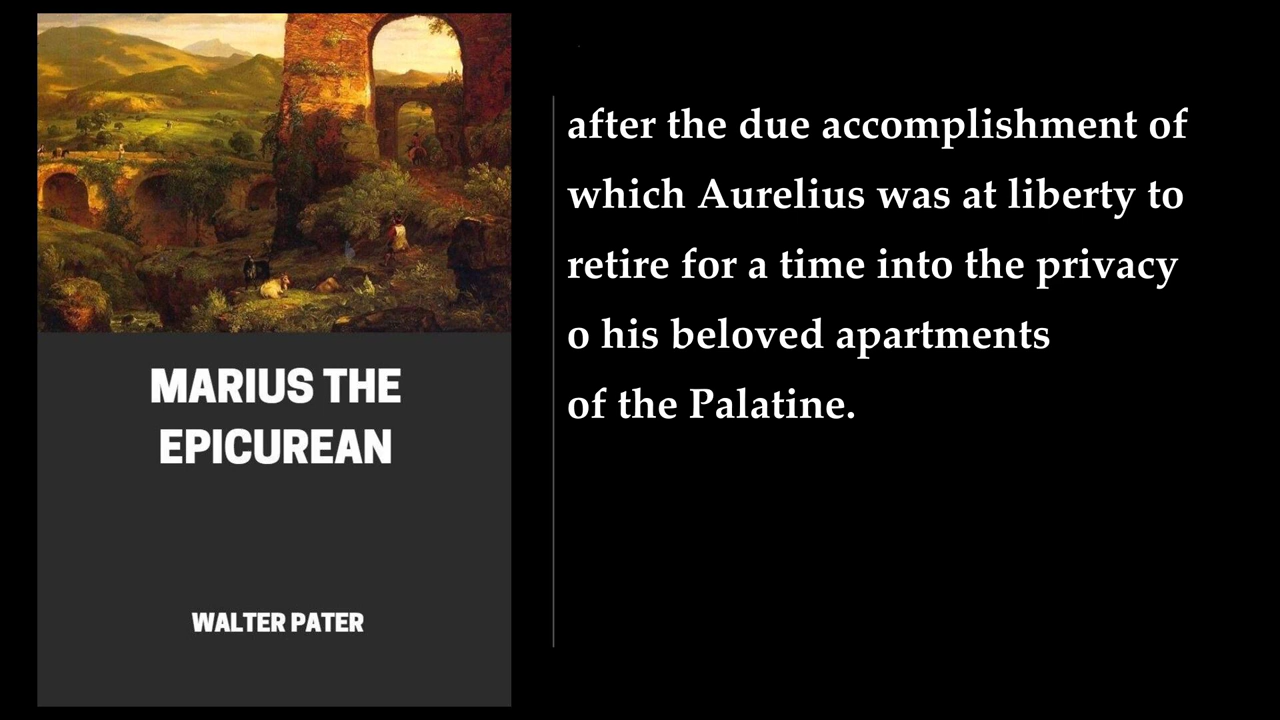 MARIUS THE
EPICUREAN
WALTER PATER
after the due accomplishment of
which Aurelius was at liberty to
retire for a time into the privacy
o his beloved apartments
of the Palatine.